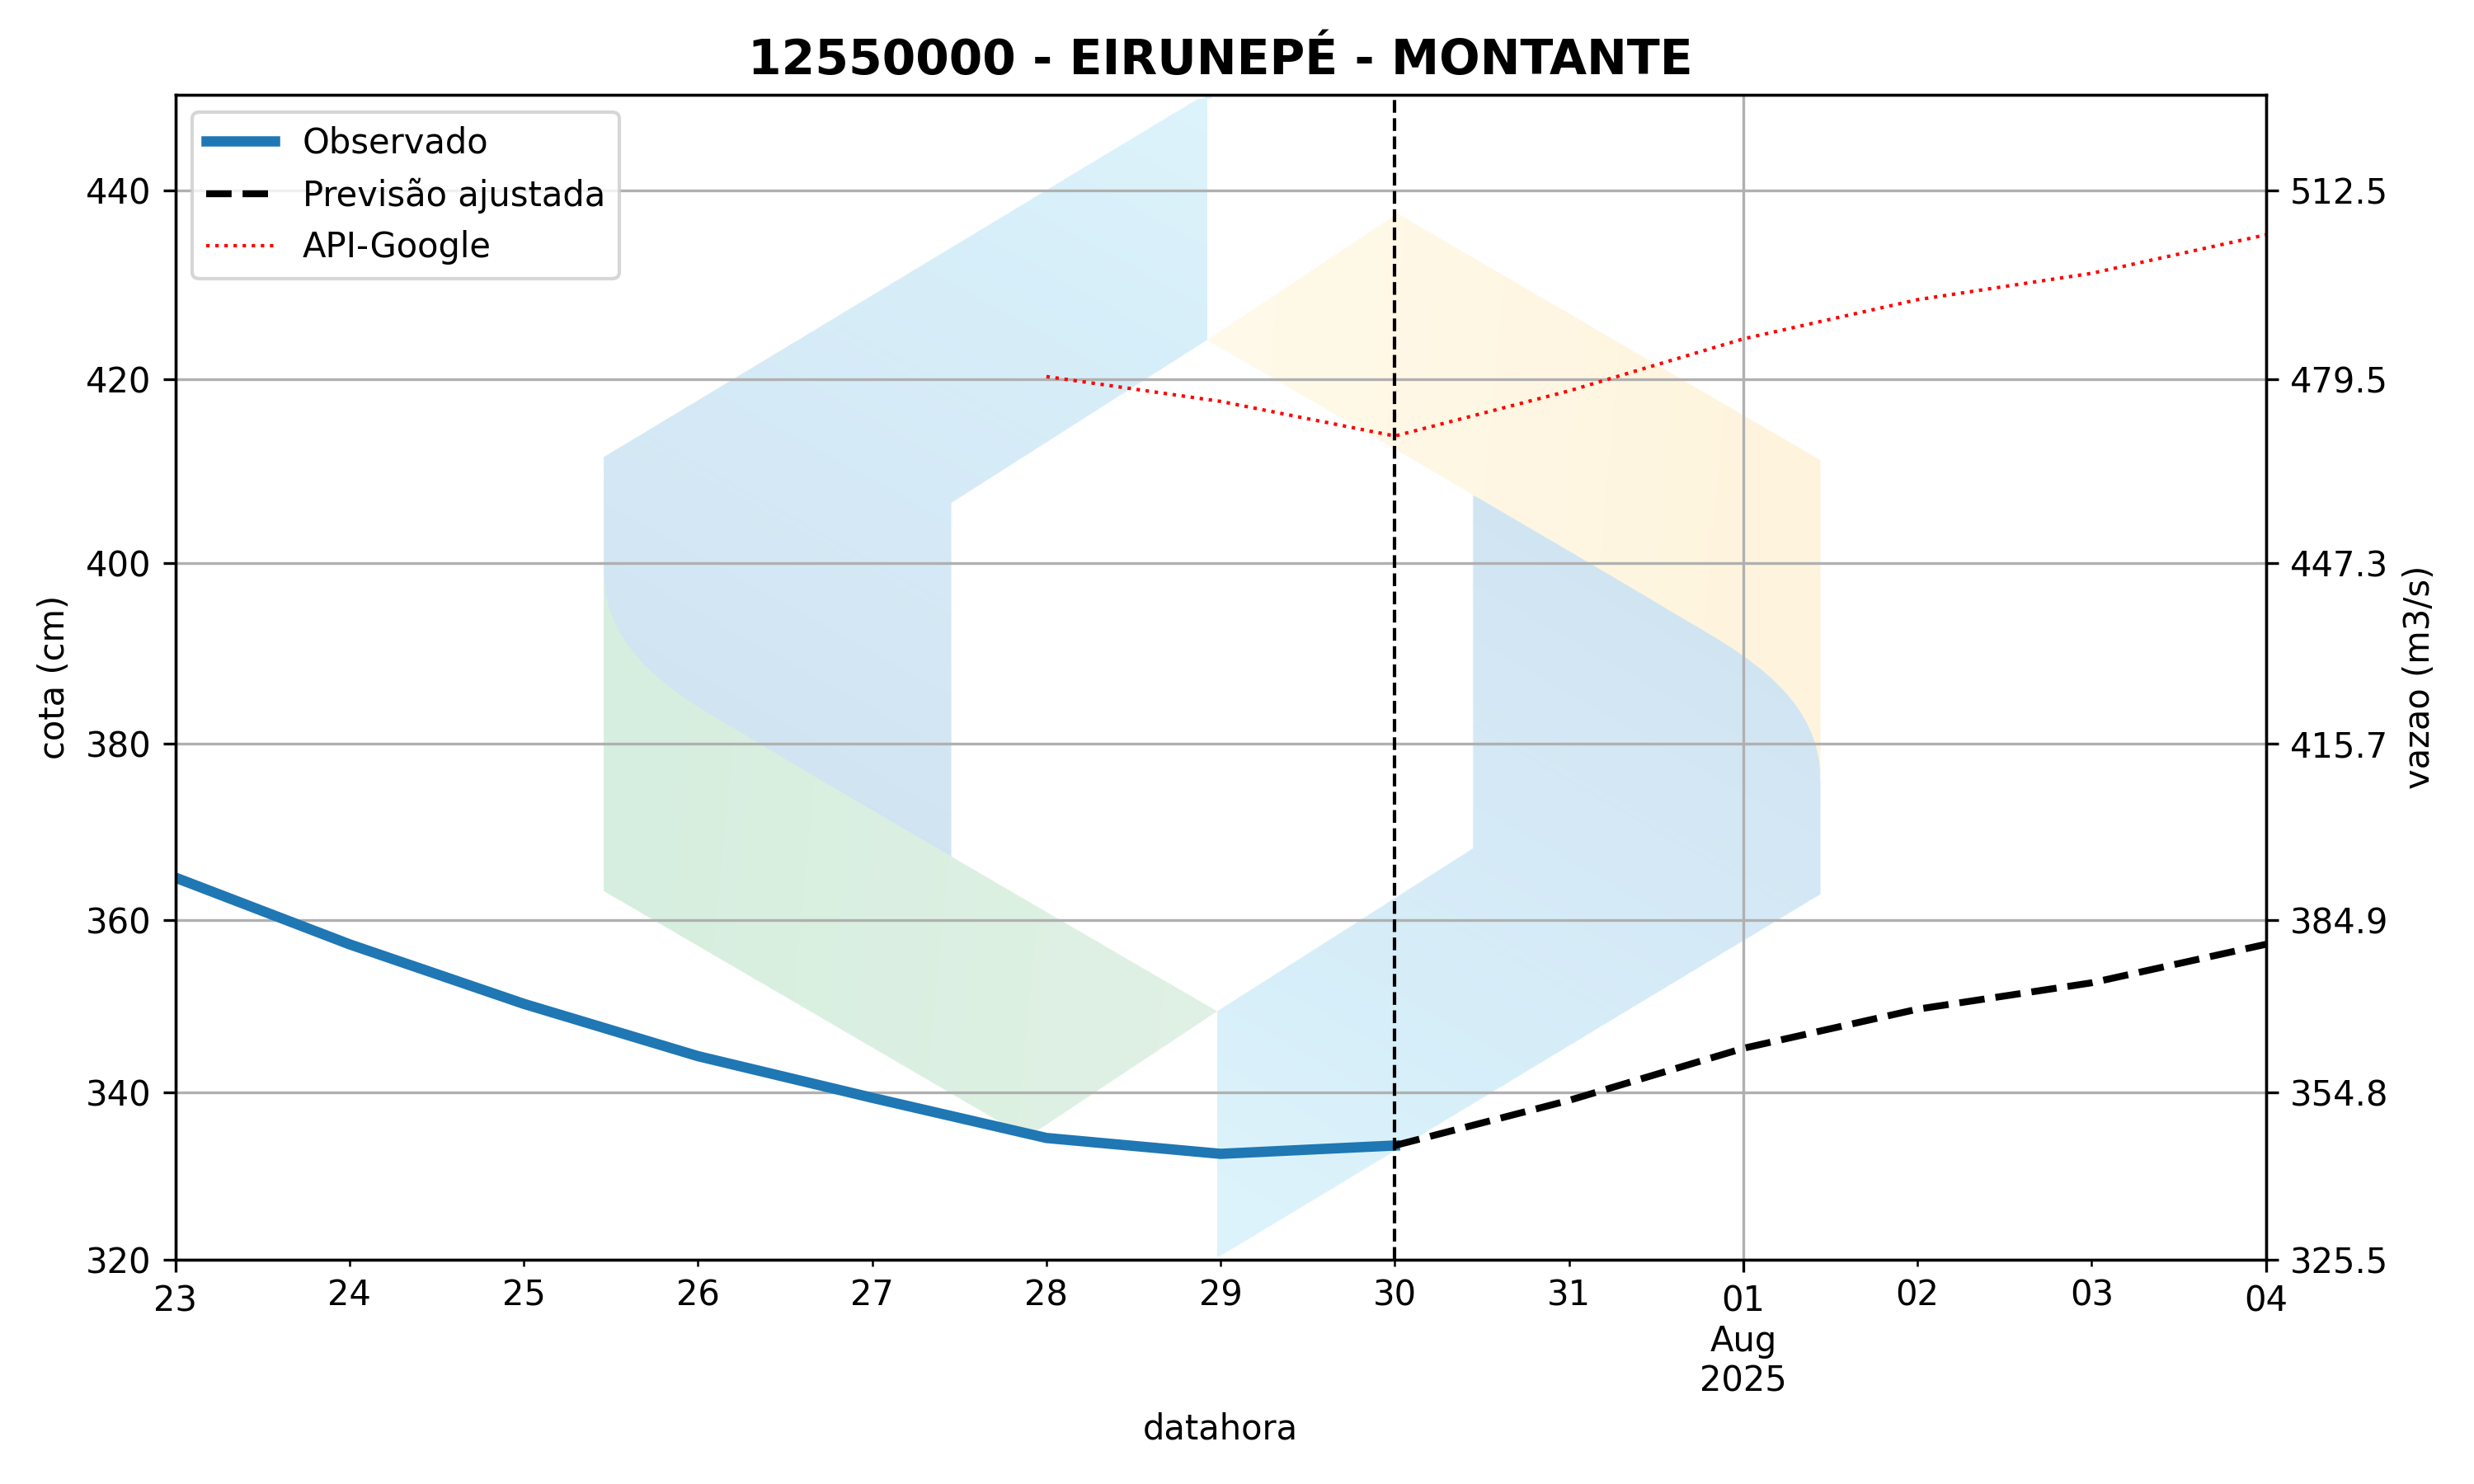 12550000 - EIRUNEPÉ - MONTANTE
Observado
Previsão ajustada
API-Google
440
420
400
380
360
340
320
cota (cm)
512.5
479.5
447.3
415.7
384.9
354.8
325.5
vazao (m3/s)
23 24 25 26 27 28 29 30 31 01 02 03 04
Aug
2025
datahora